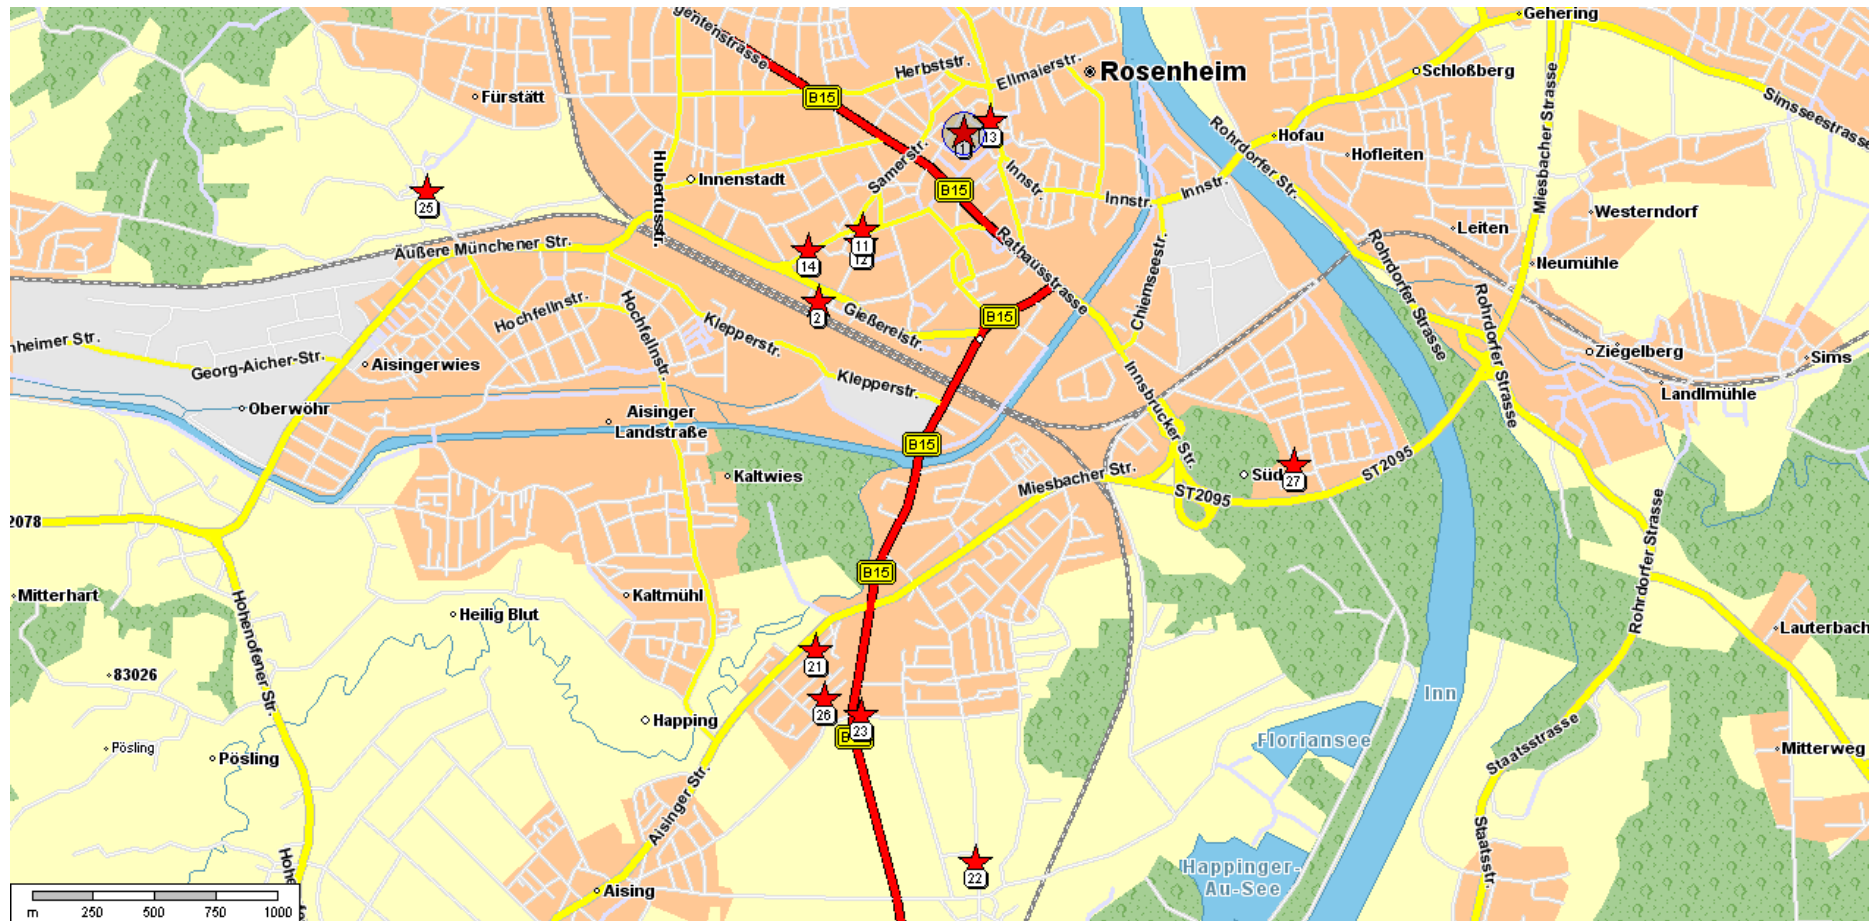 Gehering
Rosenheim
Schloßberg
Herbststr.
Ellmaierstr.
Fürstätt
B15
Simsseestrasse
Miesbacher Strasse
13
1
Hofau
Hofleiten
Rohrdorfer Str.
Samerstr.
Hubertusstr.
Innenstadt
B15
Innstr.
Innstr.
Innstr.
25
Westerndorf
Leiten
Äußere Münchener Str.
11
12
14
Rathausstrasse
Chiemseestr.
Rohrdorfer Strasse
Neumühle
2
Gießereistr.
B15
Hochfellnstr.
Hochfellnstr.
Klepperstr.
Rohrdorfer Strasse
nheimer Str.
Georg-Aicher-Str.
Aisingerwies
Klepperstr.
Innsbrucker Str.
Ziegelberg
Sims
Landlmühle
Oberwöhr
Aisinger
Landstraße
B15
Kaltwies
Miesbacher Str.
ST2095
Süd
27
ST2095
2078
B15
Mitterhart
Hohenofener Str.
Heilig Blut
Kaltmühl
Rohrdorfer Strasse
Lauterbach
21
83026
26
23
Happing
Inn
Floriansee
Staatsstrasse
Mitterweg
Pösling
Pösling
Aisinger Str.
Staatsstr.
22
Happinger-
Au-See
Aising
m 250 500 750 1000